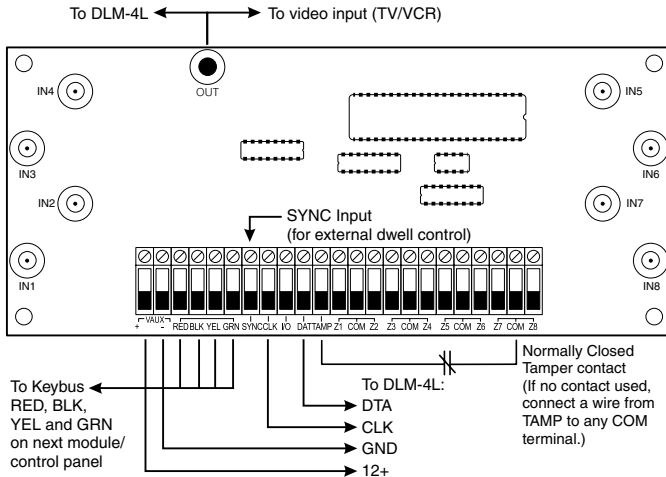 To DLM-4L
To video input (TV/VCR)
OUT
IN4
IN5
IN3
IN6
IN2
IN7
SYNC Input
(for external dwell control)
IN1
IN8
VAUX
+ - RED BLK YEL GRN SYNC CLK I/O DAT TAMP Z1 COM Z2 Z3 COM Z4 Z5 COM Z6 Z7 COM Z8
To Keybus
RED, BLK,
YEL and GRN
on next module/
control panel
To DLM-4L:
DTA
CLK
GND
12+
Normally Closed
Tamper contact
(If no contact used,
connect a wire from
TAMP to any COM
terminal.)